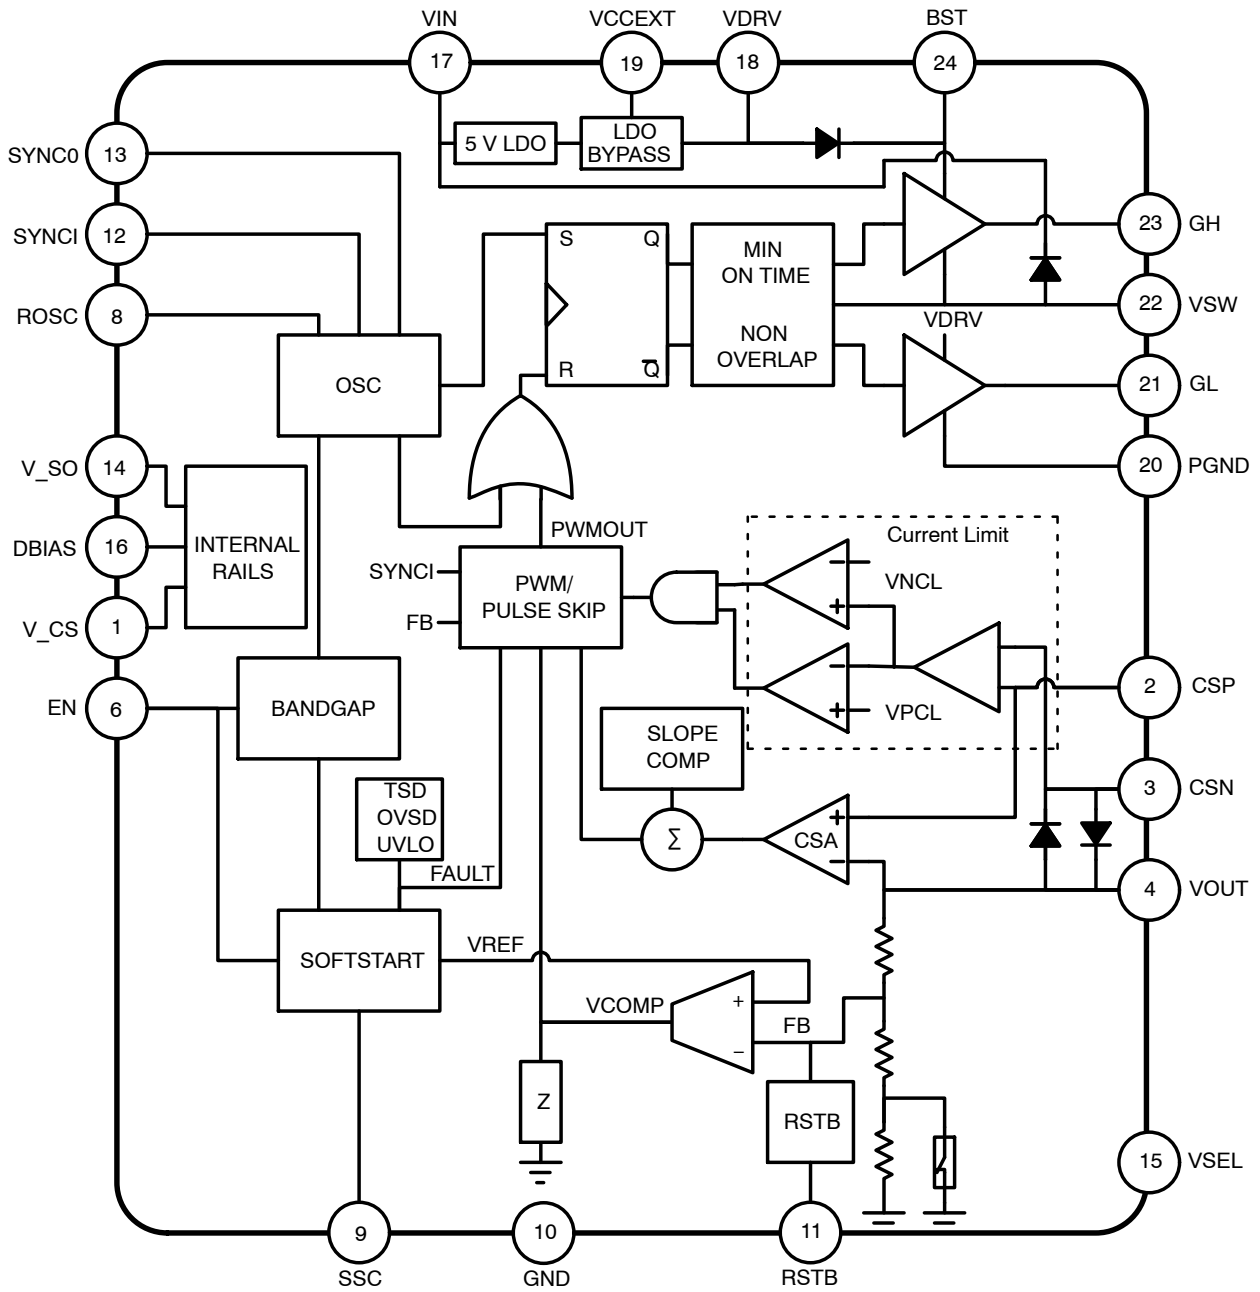 VIN
VCCEXT
VDRV
BST
17
19
18
24
SYNC0
13
5 V LDO
LDO
BYPASS
SYNCI
12
23
GH
S
Q
MIN
ON TIME
ROSC
8
22
VSW
VDRV
NON
OVERLAP
R
Q̅
OSC
21
GL
V_SO
14
20
PGND
PWMOUT
Current Limit
DBIAS
16
INTERNAL
RAILS
SYNCI
PWM/
PULSE SKIP
FB
–
VNCL
+
V_CS
1
–
+
VPCL
2
CSP
EN
6
BANDGAP
SLOPE
COMP
TSD
OVSD
UVLO
Σ
CSA
+
–
3
CSN
FAULT
4
VOUT
SOFTSTART
VREF
VCOMP
+
–
FB
Z
RSTB
15
VSEL
9
10
11
SSC
GND
RSTB